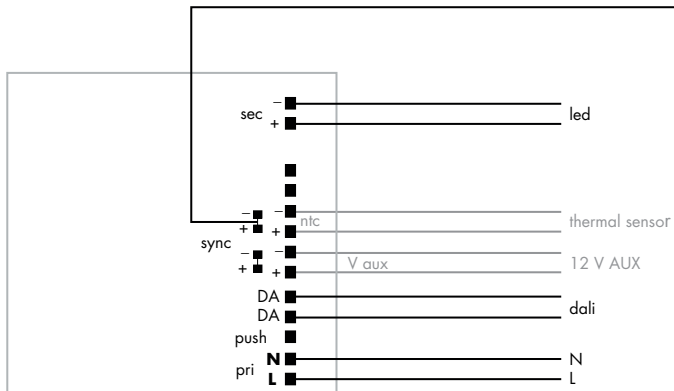 −
sec + led
− ntc
− + thermal sensor
+ sync −
− V aux 12 V AUX
+ +
DA
DA dali
push
pri N N
L L